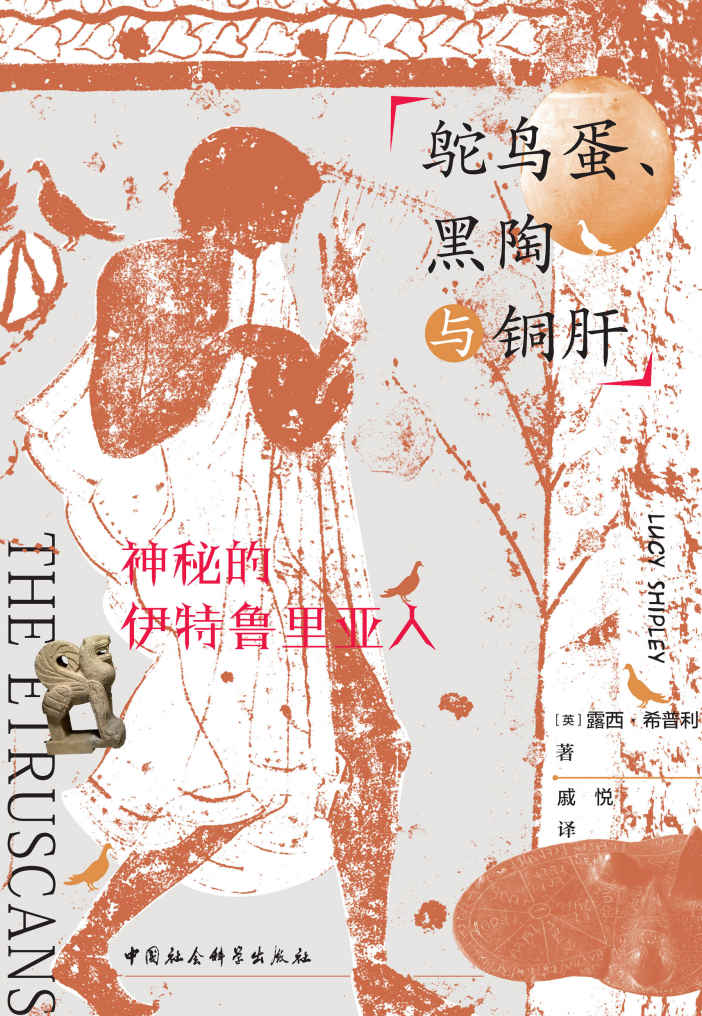 鸵鸟蛋、
黑陶
与铜肝
神秘的
伊特鲁里亚人
THE ETRUSCANS
LUCY SHIPLEY
[英]露西·希普利
著
戚 悦
译
中国社会科学出版社